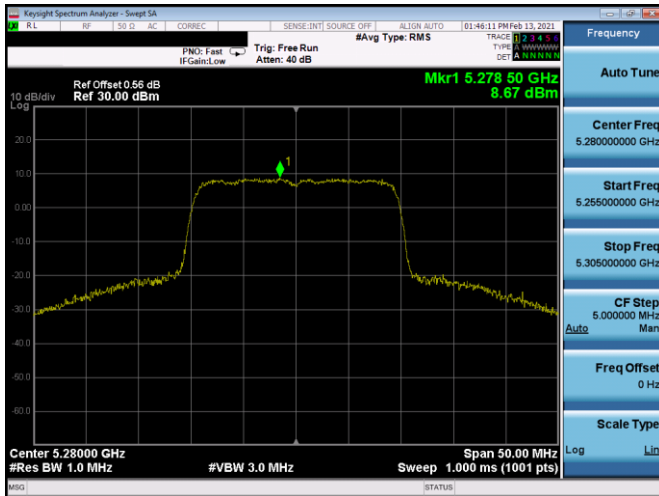 Keysight Spectrum Analyzer - Swept SA
RL RF 50 Ω AC CORREC SENSE:INT SOURCE OFF ALIGN AUTO 01:46:11 PM Feb 13, 2021
#Avg Type: RMS
TRACE 1 2 3 4 5 6
TYPE A WWWWW
DET A N N N N N
PNO: Fast
IFGain:Low
Trig: Free Run
Atten: 40 dB
Frequency
Auto Tune
Center Freq
5.280000000 GHz
Start Freq
5.255000000 GHz
Stop Freq
5.305000000 GHz
CF Step
5.000000 MHz
Auto Man
Freq Offset
0 Hz
Scale Type
Log Lin
Mkr1 5.278 50 GHz
8.67 dBm
Ref Offset 0.56 dB
10 dB/div Ref 30.00 dBm
Log
1
20.0
10.0
0.00
-10.0
-20.0
-30.0
-40.0
-50.0
-60.0
Center 5.28000 GHz Span 50.00 MHz
#Res BW 1.0 MHz #VBW 3.0 MHz Sweep 1.000 ms (1001 pts)
MSG STATUS